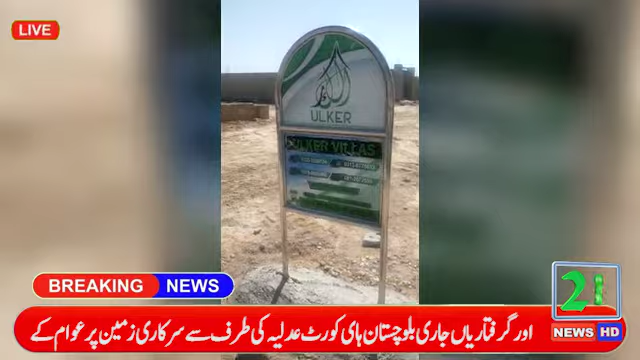 LIVE
ULKER
ULKER VILLAS
BREAKING NEWS
21
NEWS HD
اور گرفتاریاں جاری بلوچستان ہای کورٹ عدلیہ کی طرف سے سرکاری زمین پر عوام کے